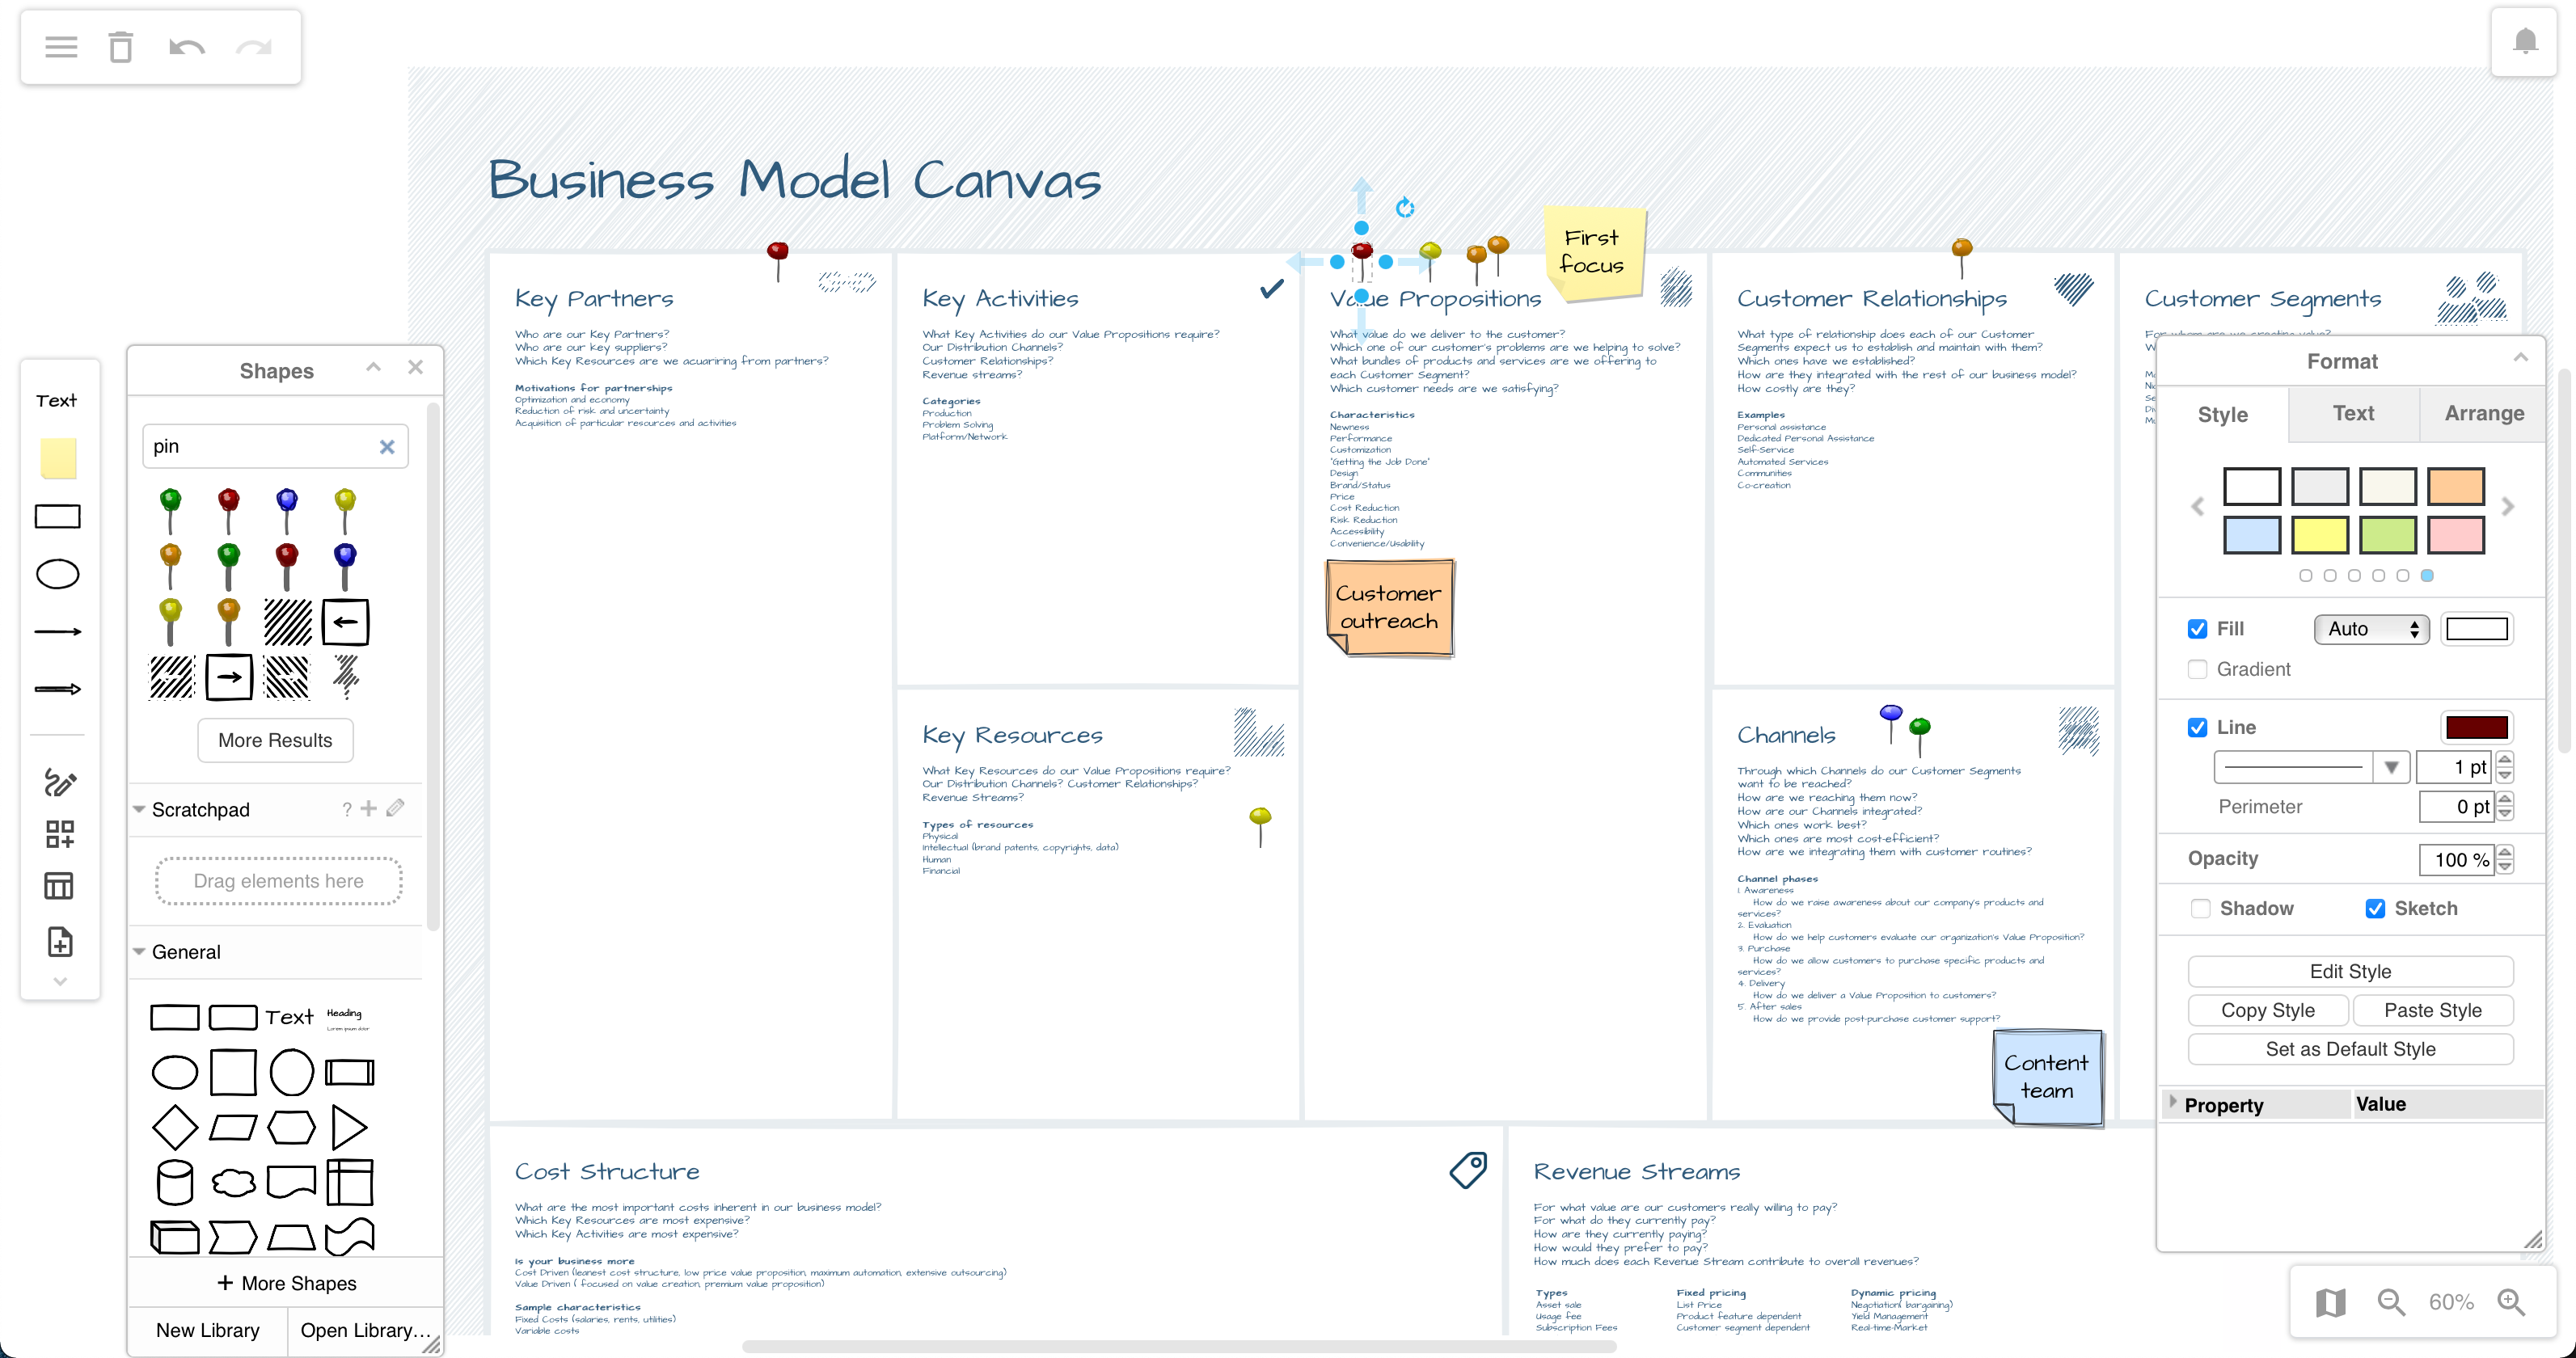 Business Model Canvas
First
focus
Key Partners
Who are our Key Partners?
Who are our key suppliers?
Which Key Resources are we acuariring from partners?
Motivations for partnerships
Optimization and economy
Reduction of risk and uncertainty
Acquisition of particular resources and activities
Key Activities
What Key Activities do our Value Propositions require?
Our Distribution Channels?
Customer Relationships?
Revenue streams?
Categories
Production
Problem Solving
Platform/Network
Value Propositions
What value do we deliver to the customer?
Which one of our customer's problems are we helping to solve?
What bundles of products and services are we offering to
each Customer Segment?
Which customer needs are we satisfying?
Characteristics
Newness
Performance
Customization
"Getting the Job Done"
Design
Brand/Status
Price
Cost Reduction
Risk Reduction
Accessibility
Convenience/Usability
Customer
outreach
Customer Relationships
What type of relationship does each of our Customer
Segments expect us to establish and maintain with them?
Which ones have we established?
How are they integrated with the rest of our business model?
How costly are they?
Examples
Personal assistance
Dedicated Personal Assistance
Self-Service
Automated Services
Communities
Co-creation
Customer Segments
For whom are we creating value?
Key Resources
What Key Resources do our Value Propositions require?
Our Distribution Channels? Customer Relationships?
Revenue Streams?
Types of resources
Physical
Intellectual (brand patents, copyrights, data)
Human
Financial
Channels
Through which Channels do our Customer Segments
want to be reached?
How are we reaching them now?
How are our Channels integrated?
Which ones work best?
Which ones are most cost-efficient?
How are we integrating them with customer routines?
Channel phases
1. Awareness
How do we raise awareness about our company's products and
services?
2. Evaluation
How do we help customers evaluate our organization's Value Proposition?
3. Purchase
How do we allow customers to purchase specific products and
services?
4. Delivery
How do we deliver a Value Proposition to customers?
5. After sales
How do we provide post-purchase customer support?
Content
team
Cost Structure
What are the most important costs inherent in our business model?
Which Key Resources are most expensive?
Which Key Activities are most expensive?
Is your business more
Cost Driven (leanest cost structure, low price value proposition, maximum automation, extensive outsourcing)
Value Driven ( focused on value creation, premium value proposition)
Sample characteristics
Fixed Costs (salaries, rents, utilities)
Variable costs
Revenue Streams
For what value are our customers really willing to pay?
For what do they currently pay?
How are they currently paying?
How would they prefer to pay?
How much does each Revenue Stream contribute to overall revenues?
Types
Asset sale
Usage fee
Subscription Fees
Fixed pricing
List Price
Product feature dependent
Customer segment dependent
Dynamic pricing
Negotiation( bargaining)
Yield Management
Real-time-Market
Text
Shapes
pin
More Results
Scratchpad
?
Drag elements here
General
Text
Heading
Lorem ipsum dolor
+ More Shapes
New Library
Open Library...
Format
Style
Text
Arrange
Fill
Auto
Gradient
Line
1 pt
Perimeter
0 pt
Opacity
100 %
Shadow
Sketch
Edit Style
Copy Style
Paste Style
Set as Default Style
Property
Value
60%